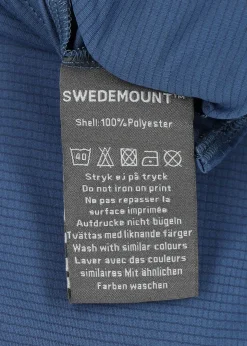 SWEDEMOUNT™
Shell: 100% Polyester
40
Stryk ej på tryck
Do not iron on print
Ne pas repasser la
surface imprimée
Aufdrucke nicht bügeln
Tvättas med liknande färger
Wash with similar colours
Laver avec des couleurs
similaires Mit ähnlichen
Farben waschen